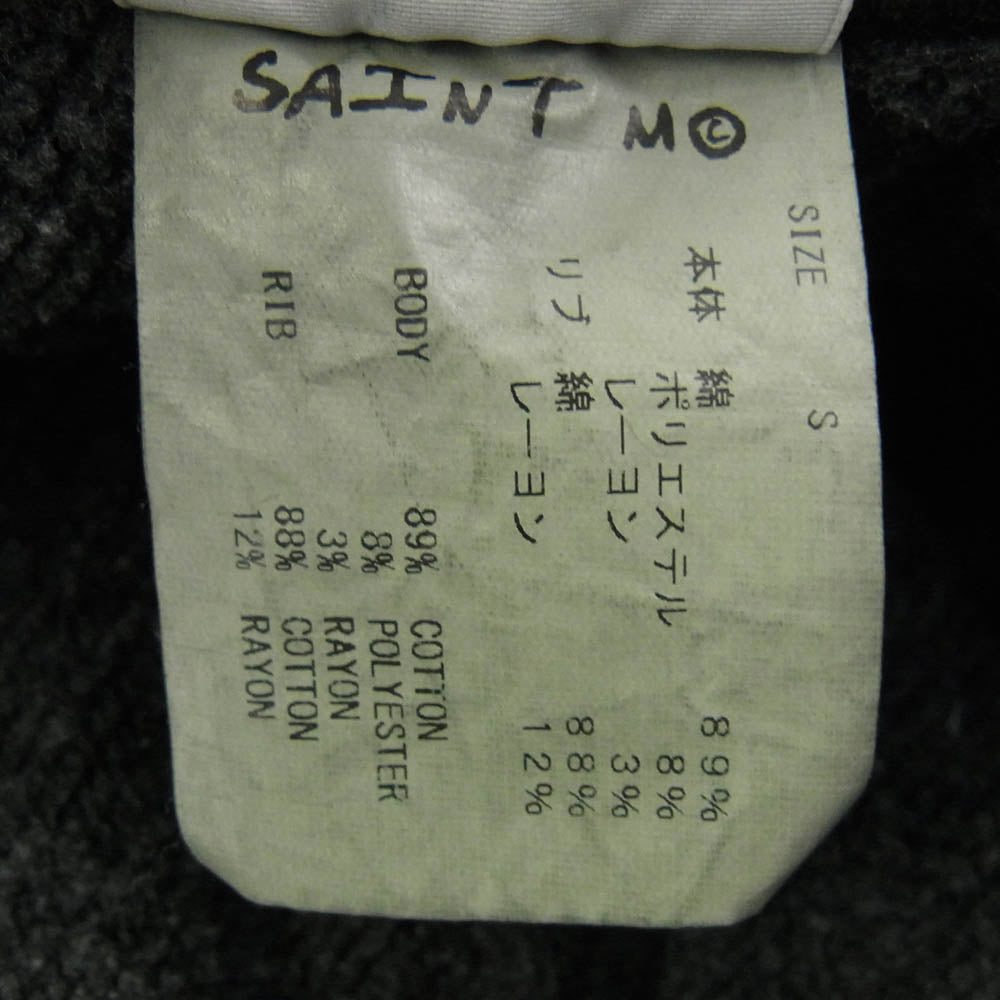 SAINT M©
SIZE S
本体 綿 89%
ポリエステル 8%
レーヨン 3%
リブ 綿 88%
レーヨン 12%
BODY 89% COTTON
8% POLYESTER
3% RAYON
RIB 88% COTTON
12% RAYON